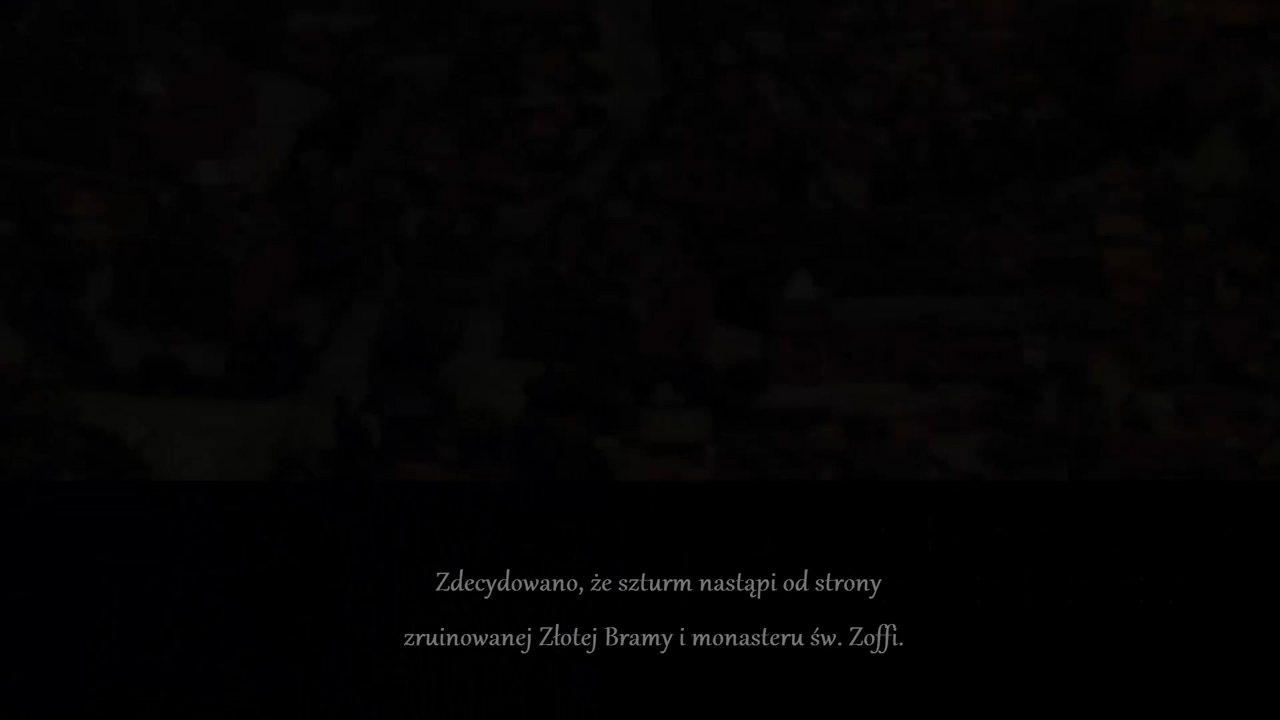 Zdecydowano, że szturm nastąpi od strony
zruinowanej Złotej Bramy i monasteru św. Zoffi.